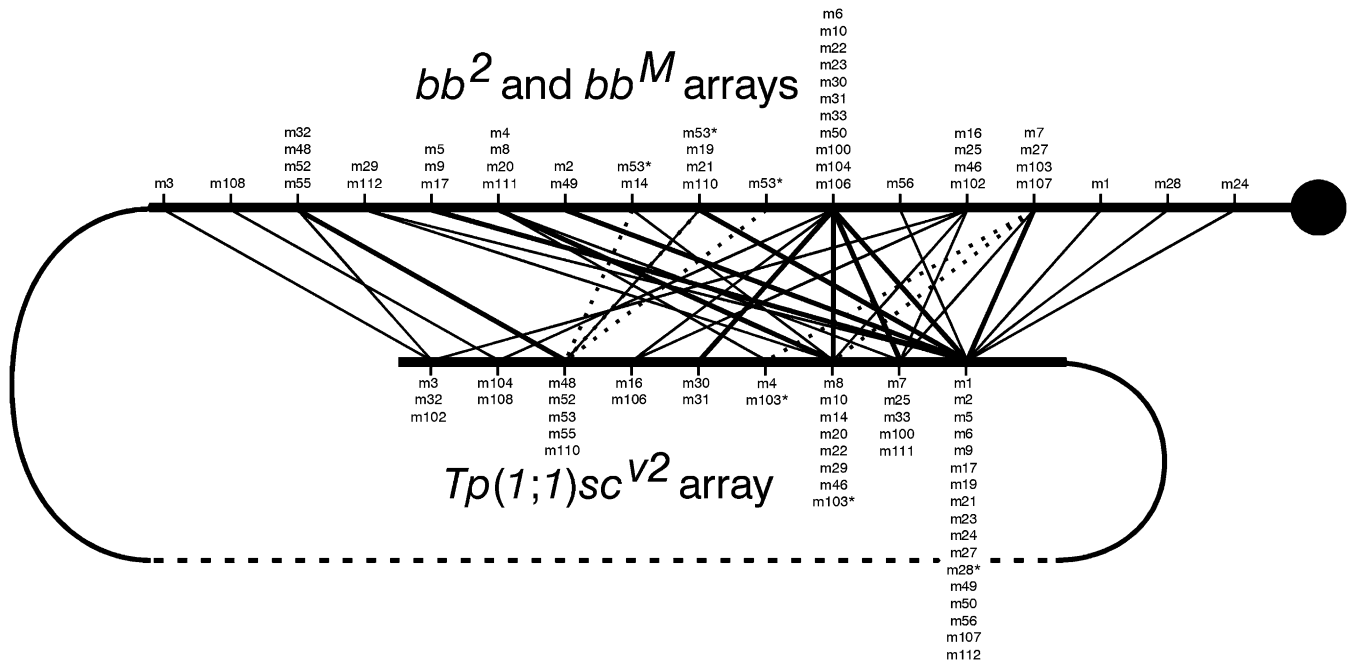 bb2 and bbM arrays
m3
m108
m32
m48
m52
m55
m29
m112
m5
m9
m17
m4
m8
m20
m111
m2
m49
m53*
m14
m53*
m19
m21
m110
m53*
m6
m10
m22
m23
m30
m31
m33
m50
m100
m104
m106
m56
m16
m25
m46
m102
m7
m27
m103
m107
m1
m28
m24
m3
m32
m102
m104
m108
m48
m52
m53
m55
m110
m16
m106
m30
m31
m4
m103*
m8
m10
m14
m20
m22
m29
m46
m103*
m7
m25
m33
m100
m111
m1
m2
m5
m6
m9
m17
m19
m21
m23
m24
m27
m28*
m49
m50
m56
m107
m112
Tp(1;1)scv2 array